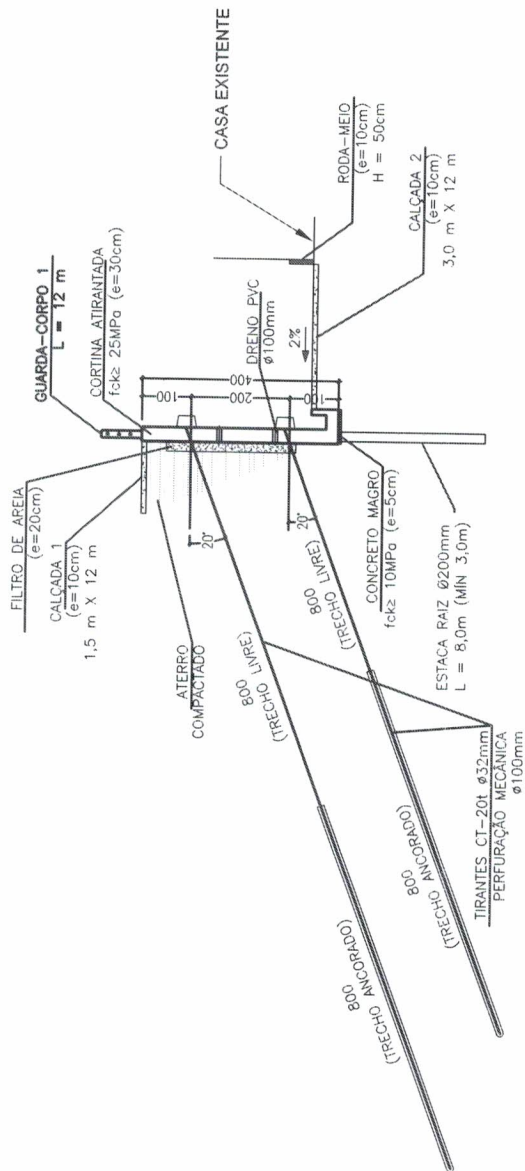 FILTRO DE AREIA
(e=20cm)
CALÇADA 1
(e=10cm)
1,5 m X 12 m
GUARDA-CORPO 1
L = 12 m
CORTINA ATIRANTADA
fck≥ 25MPa (e=30cm)
CASA EXISTENTE
ATERRO
COMPACTADO
100
200
100
400
20°
20°
DRENO PVC
ø100mm
2%
RODA-MEIO
(e=10cm)
H = 50cm
CALÇADA 2
(e=10cm)
3,0 m X 12 m
800
(TRECHO LIVRE)
800
(TRECHO LIVRE)
CONCRETO MAGRO
fck≥ 10MPa (e=5cm)
ESTACA RAIZ Ø200mm
L = 8,0m (MÍN 3,0m)
800
(TRECHO ANCORADO)
800
(TRECHO ANCORADO)
TIRANTES CT-20t ø32mm
PERFURAÇÃO MECÂNICA
ø100mm